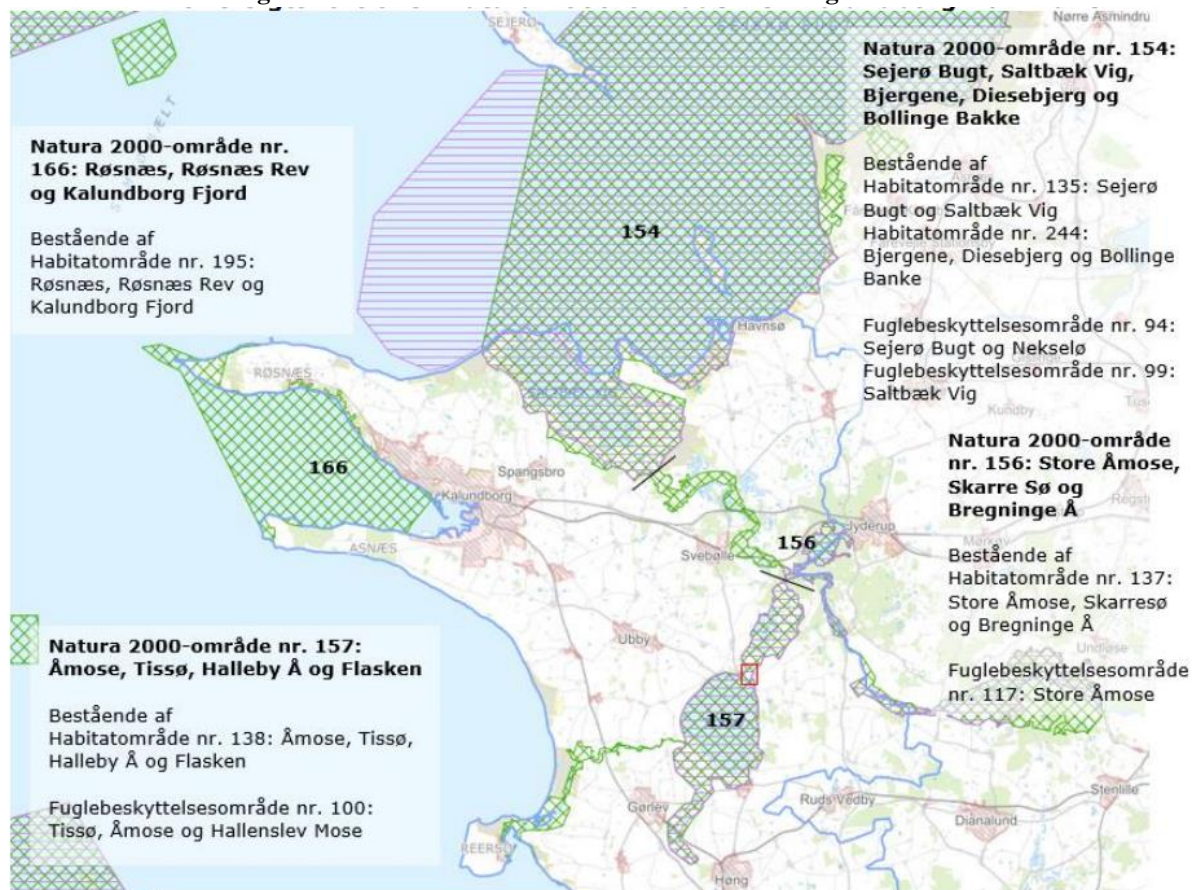 SEJERØ
Nørre Asmindru
Natura 2000-område nr. 154:
Sejerø Bugt, Saltbæk Vig,
Bjergene, Diesebjerg og
Bollinge Bakke
Bestående af
Habitatområde nr. 135: Sejerø
Bugt og Saltbæk Vig
Habitatområde nr. 244:
Bjergene, Diesebjerg og Bollinge
Banke
Fuglebeskyttelsesområde nr. 94:
Sejerø Bugt og Nekselø
Fuglebeskyttelsesområde nr. 99:
Saltbæk Vig
Natura 2000-område nr.
166: Røsnæs, Røsnæs Rev
og Kalundborg Fjord
Bestående af
Habitatområde nr. 195:
Røsnæs, Røsnæs Rev og
Kalundborg Fjord
154
Havnsø
RØSNÆS
Kundby
166
Spangsbro
Kalundborg
ASNÆS
Svebølle
156
Jyderup
Mørkøv
Regst
Natura 2000-område
nr. 156: Store Åmose,
Skarre Sø og
Bregninge Å
Bestående af
Habitatområde nr. 137:
Store Åmose, Skarresø
og Bregninge Å
Undløse
Fuglebeskyttelsesområde
nr. 117: Store Åmose
Ubby
157
Natura 2000-område nr. 157:
Åmose, Tissø, Halleby Å og Flasken
Bestående af
Habitatområde nr. 138: Åmose, Tissø,
Halleby Å og Flasken
Fuglebeskyttelsesområde nr. 100:
Tissø, Åmose og Hallenslev Mose
Gørlev
Ruds Vedby
Stenlille
Dianalund
REERSØ
Høng